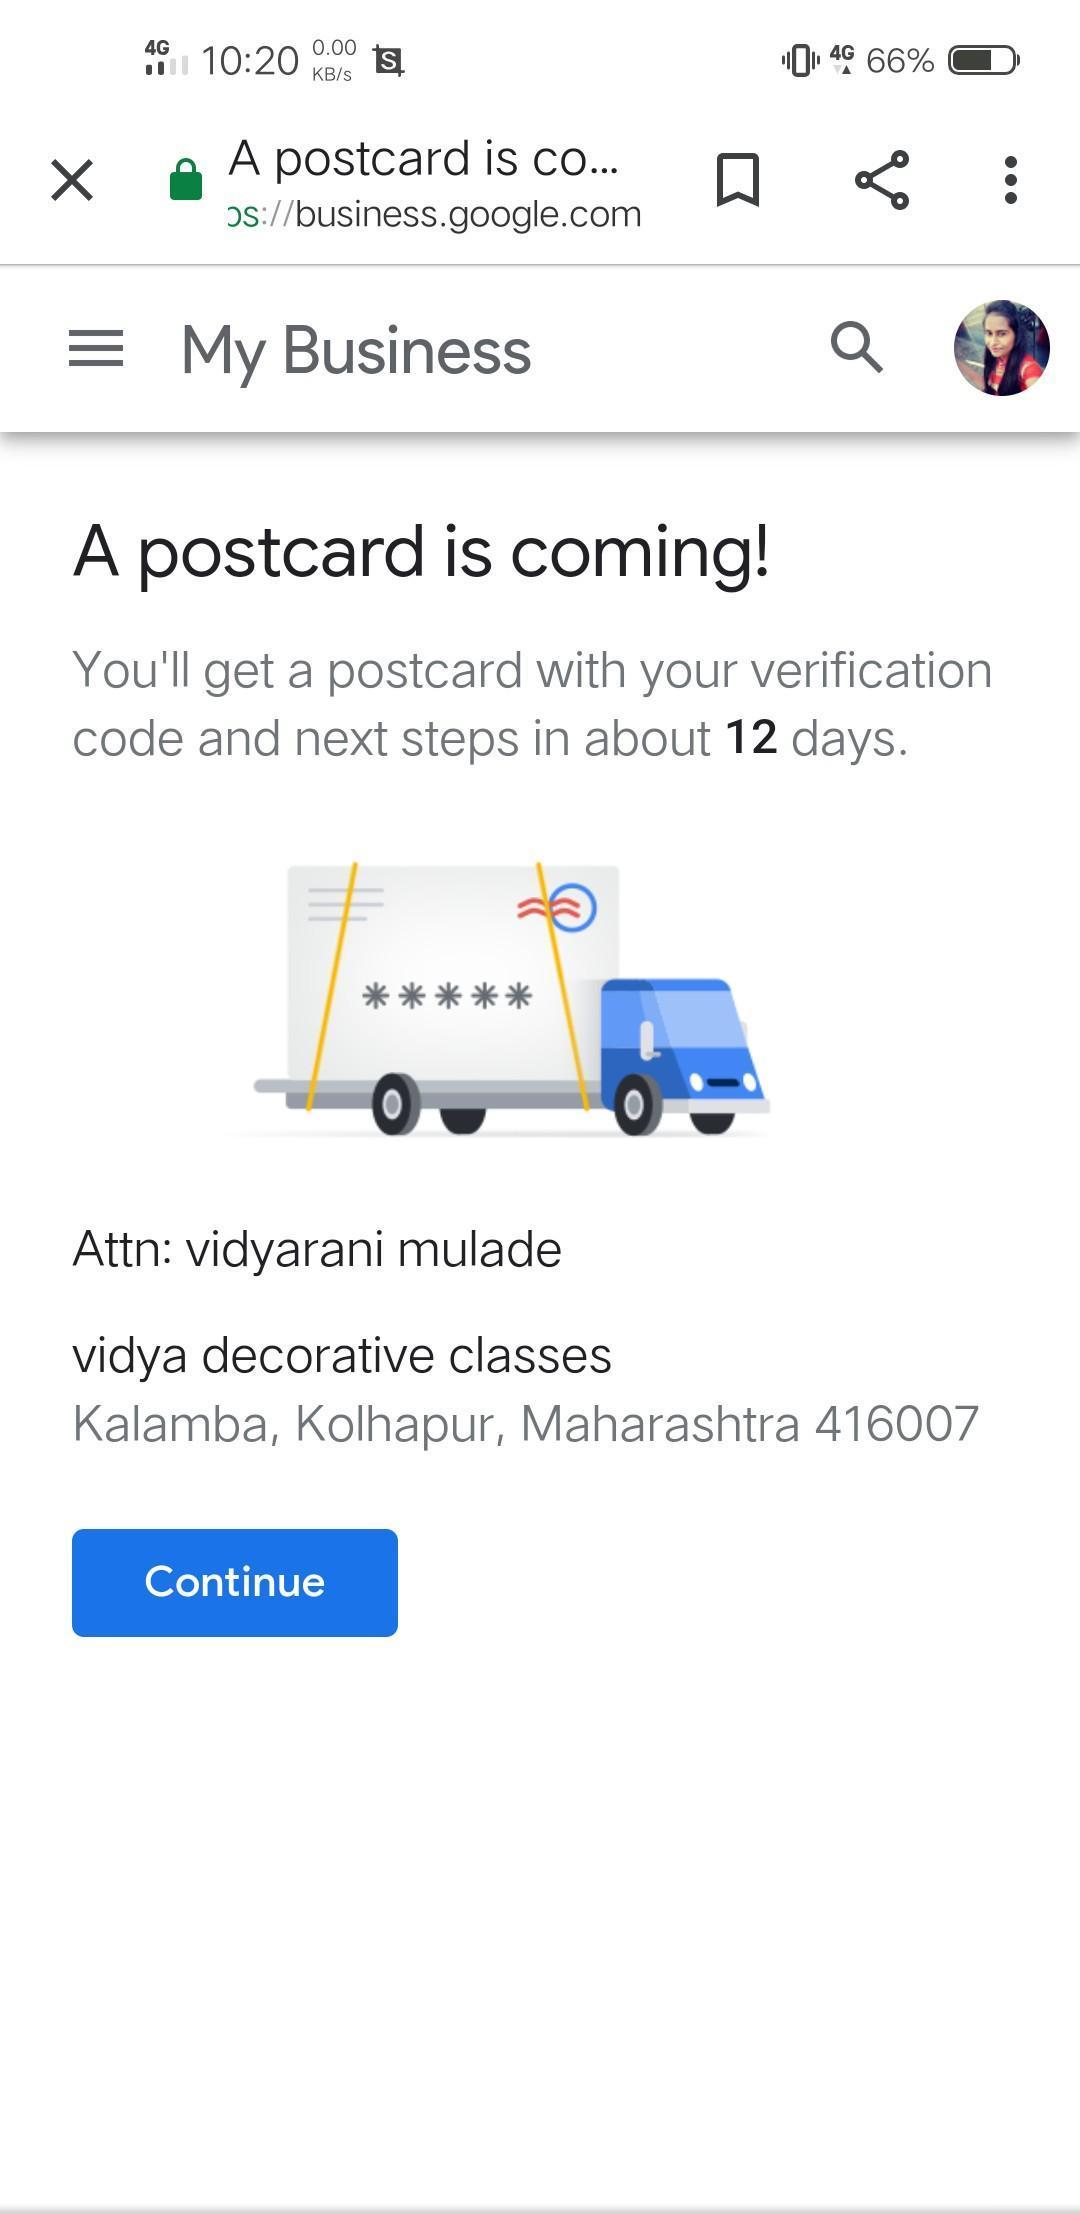 4G 10:20 0.00 KB/s S 4G 66%
A postcard is co...
ps://business.google.com
My Business
A postcard is coming!
You'll get a postcard with your verification
code and next steps in about 12 days.
*****
Attn: vidyarani mulade
vidya decorative classes
Kalamba, Kolhapur, Maharashtra 416007
Continue